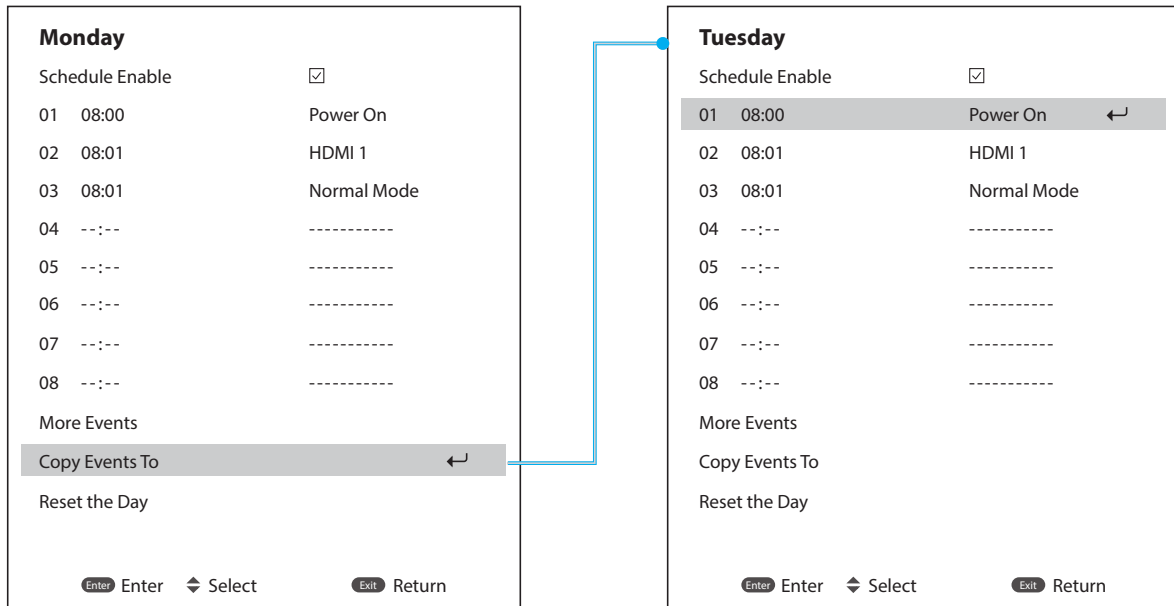 Monday
Schedule Enable
01 08:00 Power On
02 08:01 HDMI 1
03 08:01 Normal Mode
04 --:-- -----------
05 --:-- -----------
06 --:-- -----------
07 --:-- -----------
08 --:-- -----------
More Events
Copy Events To
Reset the Day
Enter Enter Select Exit Return
Tuesday
Schedule Enable
01 08:00 Power On
02 08:01 HDMI 1
03 08:01 Normal Mode
04 --:-- -----------
05 --:-- -----------
06 --:-- -----------
07 --:-- -----------
08 --:-- -----------
More Events
Copy Events To
Reset the Day
Enter Enter Select Exit Return